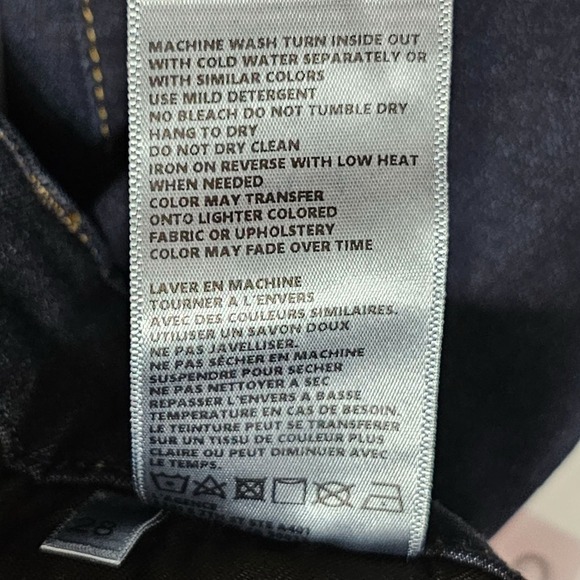 MACHINE WASH TURN INSIDE OUT
WITH COLD WATER SEPARATELY OR
WITH SIMILAR COLORS
USE MILD DETERGENT
NO BLEACH DO NOT TUMBLE DRY
HANG TO DRY
DO NOT DRY CLEAN
IRON ON REVERSE WITH LOW HEAT
WHEN NEEDED
COLOR MAY TRANSFER
ONTO LIGHTER COLORED
FABRIC OR UPHOLSTERY
COLOR MAY FADE OVER TIME
LAVER EN MACHINE
TOURNER A L'ENVERS
AVEC DES COULEURS SIMILAIRES.
UTILISER UN SAVON DOUX
NE PAS JAVELLISER.
NE PAS SÉCHER EN MACHINE
SUSPENDRE POUR SECHER
NE PAS NETTOYER A SEC
REPASSER L'ENVERS A BASSE
TEMPERATURE EN CAS DE BESOIN.
LE TEINTURE PEUT SE TRANSFERER
SUR UN TISSU DE COULEUR PLUS
CLAIRE OU PEUT DIMINUER AVEC
LE TEMPS.
AGENCE
ST STE A401
28